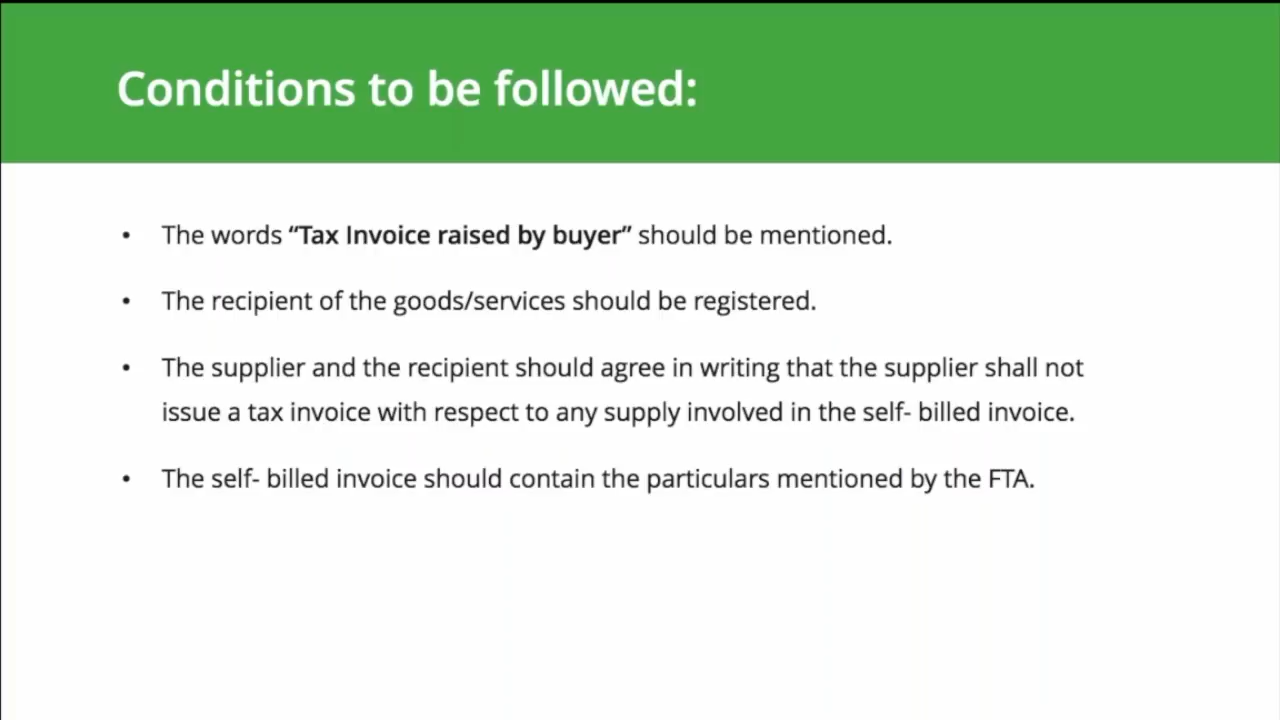 Conditions to be followed:
• The words “Tax Invoice raised by buyer” should be mentioned.
• The recipient of the goods/services should be registered.
• The supplier and the recipient should agree in writing that the supplier shall not
issue a tax invoice with respect to any supply involved in the self- billed invoice.
• The self- billed invoice should contain the particulars mentioned by the FTA.